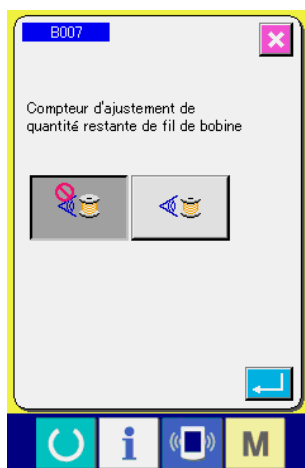 B007
Compteur d'ajustement de
quantité restante de fil de bobine
i
M